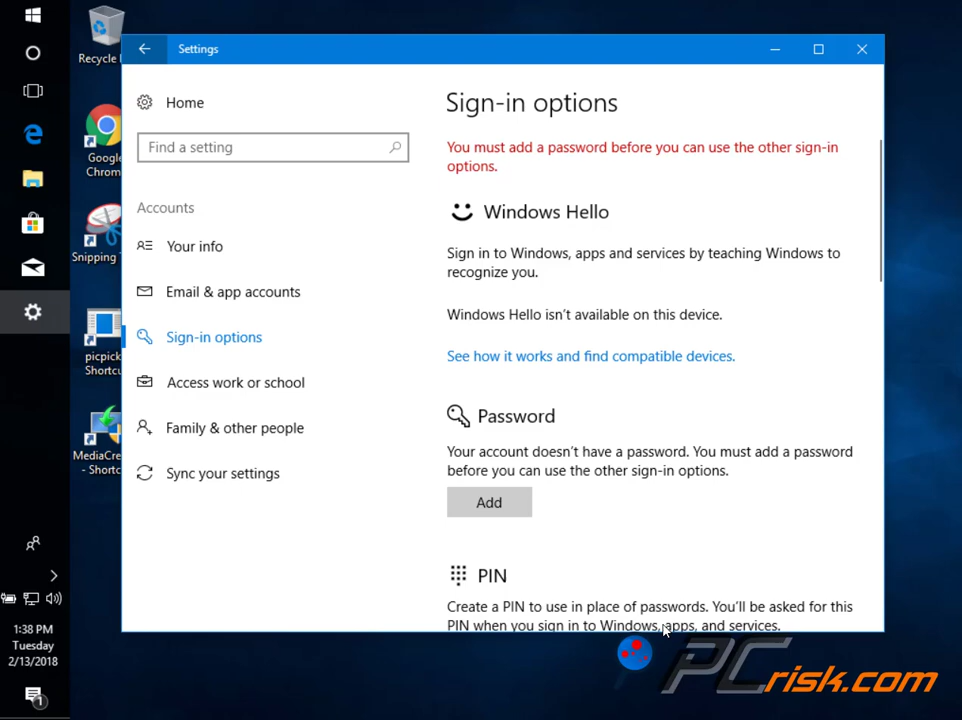 Recycle
Google
Chrom
Snipping
picpick
Shortcu
MediaCre
- Shortc
1:38 PM
Tuesday
2/13/2018
1
Settings
Home
Find a setting
Accounts
Your info
Email & app accounts
Sign-in options
Access work or school
Family & other people
Sync your settings
Sign-in options
You must add a password before you can use the other sign-in
options.
Windows Hello
Sign in to Windows, apps and services by teaching Windows to
recognize you.
Windows Hello isn’t available on this device.
See how it works and find compatible devices.
Password
Your account doesn’t have a password. You must add a password
before you can use the other sign-in options.
Add
PIN
Create a PIN to use in place of passwords. You’ll be asked for this
PIN when you sign in to Windows, apps, and services.
PCrisk.com